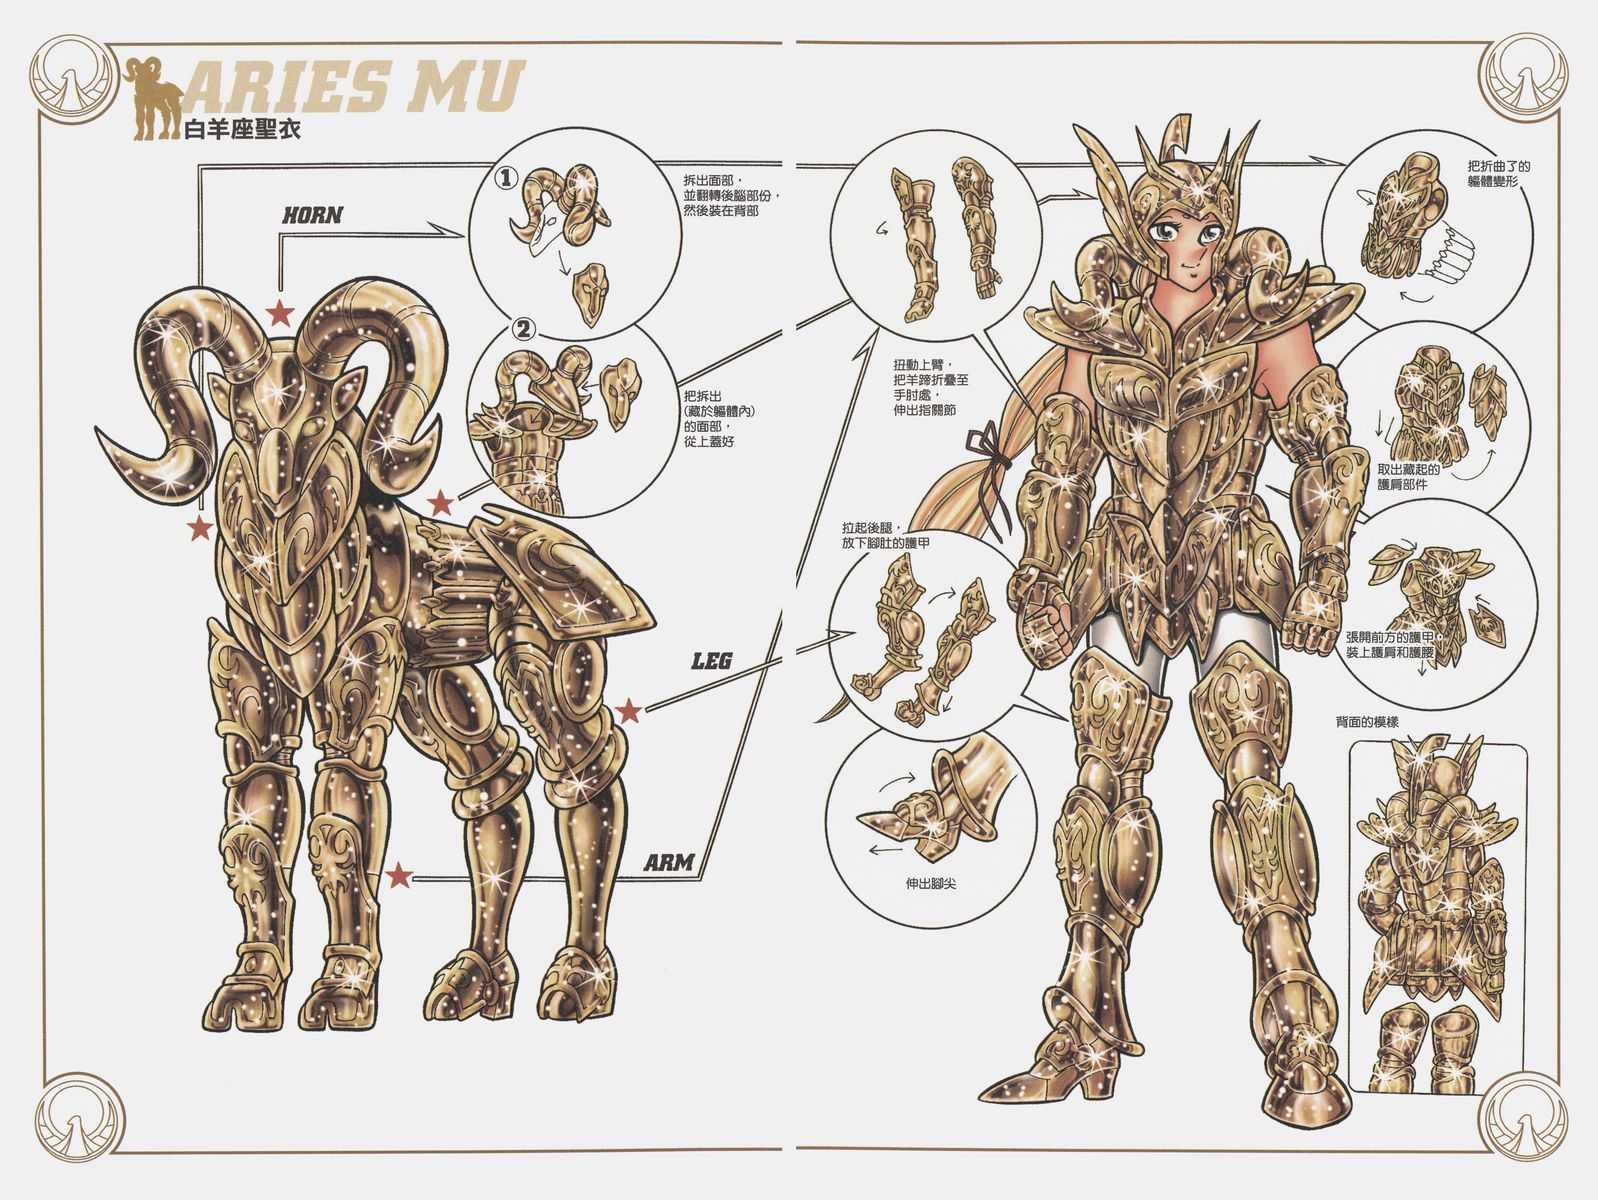 ARIES MU
白羊座聖衣
HORN
1
拆出面部，
並翻轉後腦部份，
然後裝在背部
2
把拆出
(藏於軀體內)
的面部，
從上蓋好
LEG
ARM
扭動上臂，
把羊蹄折疊至
手肘處，
伸出指關節
拉起後腿，
放下腳肚的護甲
伸出腳尖
把折曲了的
軀體變形
取出藏起的
護肩部件
張開前方的護甲，
裝上護肩和護腰
背面的模樣